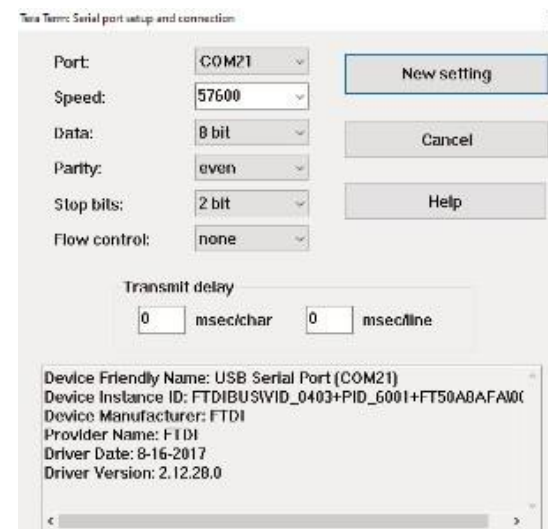 Tera Term: Serial port setup and connection
Port: COM21 New setting
Speed: 57600
Data: 8 bit Cancel
Parity: even
Stop bits: 2 bit Help
Flow control: none
Transmit delay
0 msec/char 0 msec/line
Device Friendly Name: USB Serial Port (COM21)
Device Instance ID: FTDIBUS\VID_0403+PID_6001+FT50A8AFA\00
Device Manufacturer: FTDI
Provider Name: FTDI
Driver Date: 8-16-2017
Driver Version: 2.12.28.0